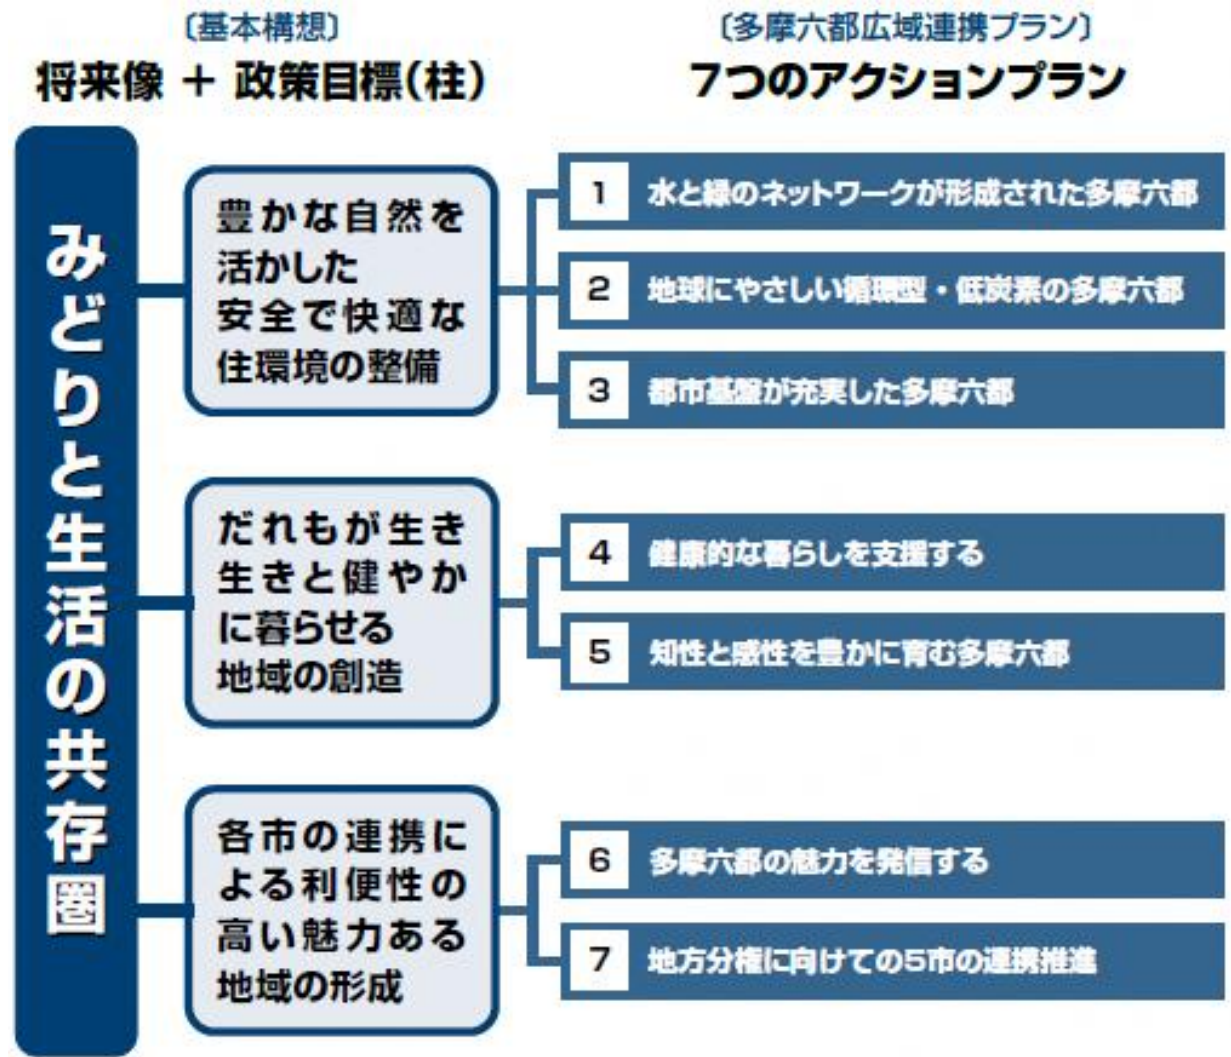 〔基本構想〕
将来像 ＋ 政策目標(柱)
〔多摩六都広域連携プラン〕
7つのアクションプラン
みどりと生活の共存圏
豊かな自然を
活かした
安全で快適な
住環境の整備
1 水と緑のネットワークが形成された多摩六都
2 地球にやさしい循環型・低炭素の多摩六都
3 都市基盤が充実した多摩六都
だれもが生き
生きと健やか
に暮らせる
地域の創造
4 健康的な暮らしを支援する
5 知性と感性を豊かに育む多摩六都
各市の連携に
よる利便性の
高い魅力ある
地域の形成
6 多摩六都の魅力を発信する
7 地方分権に向けての5市の連携推進